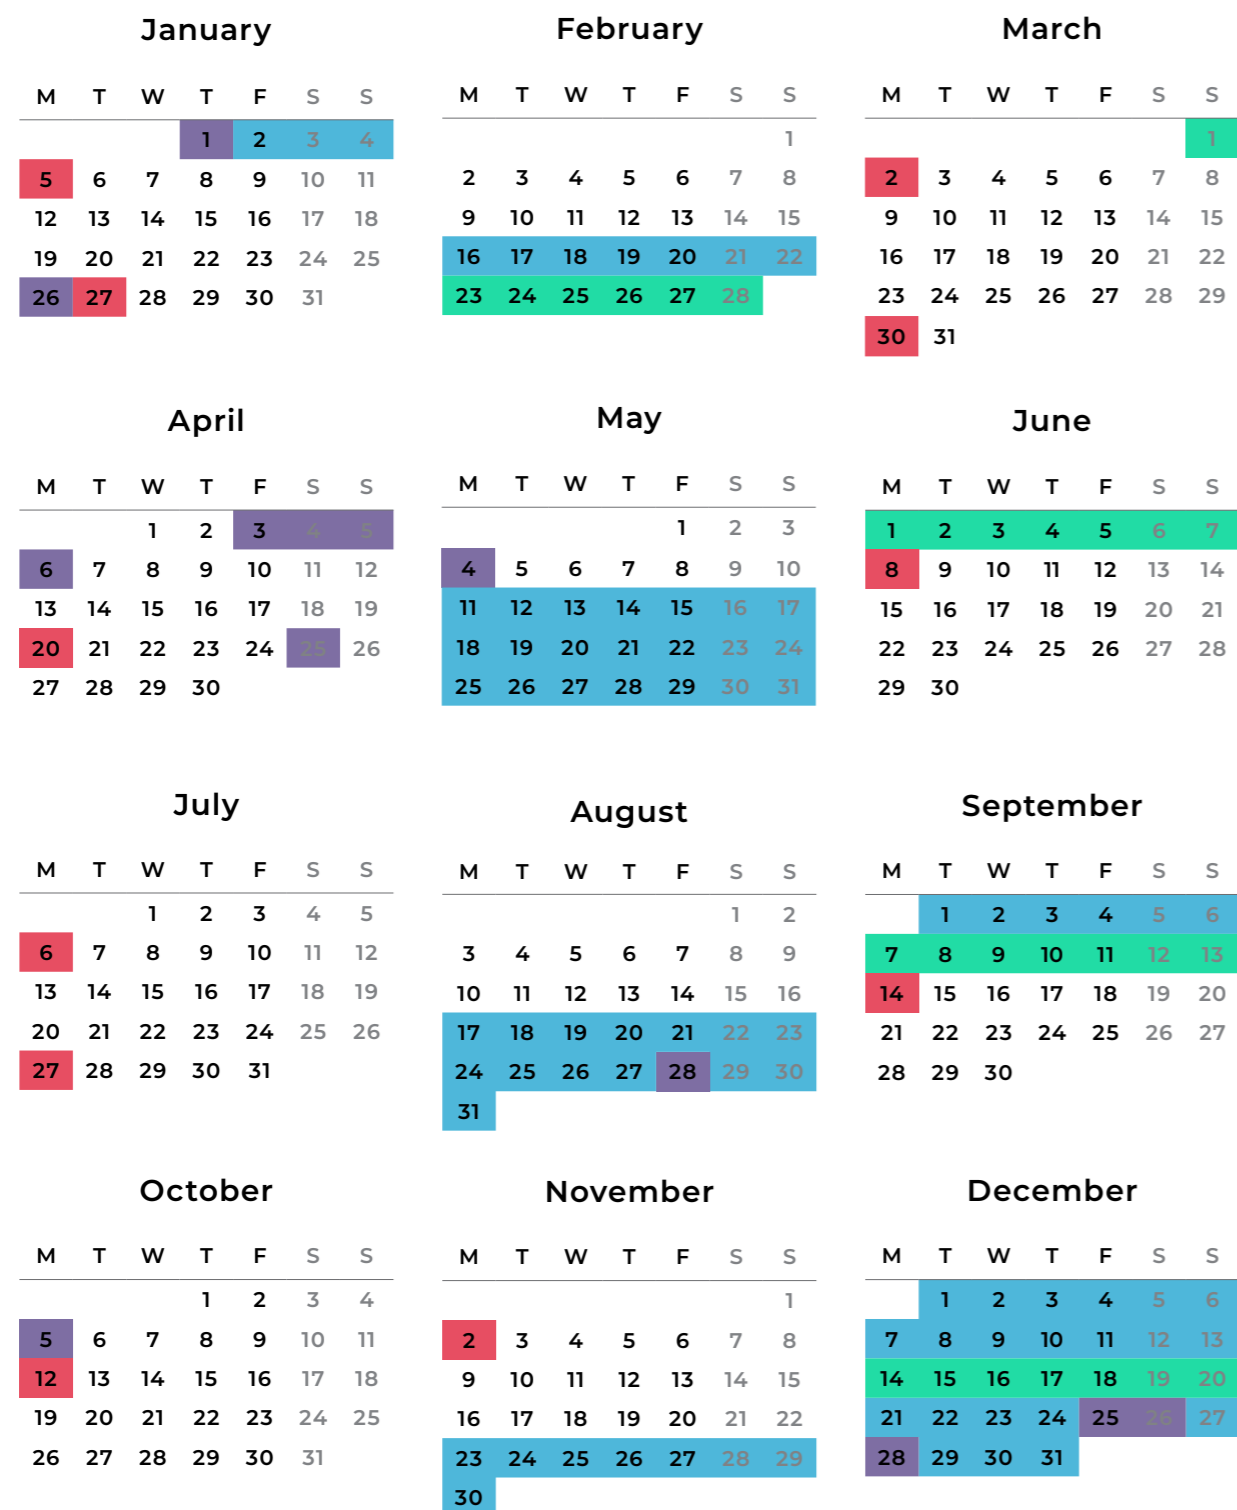 January
M T W T F S S
1 2 3 4
5 6 7 8 9 10 11
12 13 14 15 16 17 18
19 20 21 22 23 24 25
26 27 28 29 30 31
February
M T W T F S S
1
2 3 4 5 6 7 8
9 10 11 12 13 14 15
16 17 18 19 20 21 22
23 24 25 26 27 28
March
M T W T F S S
1
2 3 4 5 6 7 8
9 10 11 12 13 14 15
16 17 18 19 20 21 22
23 24 25 26 27 28 29
30 31
April
M T W T F S S
1 2 3 4 5
6 7 8 9 10 11 12
13 14 15 16 17 18 19
20 21 22 23 24 25 26
27 28 29 30
May
M T W T F S S
1 2 3
4 5 6 7 8 9 10
11 12 13 14 15 16 17
18 19 20 21 22 23 24
25 26 27 28 29 30 31
June
M T W T F S S
1 2 3 4 5 6 7
8 9 10 11 12 13 14
15 16 17 18 19 20 21
22 23 24 25 26 27 28
29 30
July
M T W T F S S
1 2 3 4 5
6 7 8 9 10 11 12
13 14 15 16 17 18 19
20 21 22 23 24 25 26
27 28 29 30 31
August
M T W T F S S
1 2
3 4 5 6 7 8 9
10 11 12 13 14 15 16
17 18 19 20 21 22 23
24 25 26 27 28 29 30
31
September
M T W T F S S
1 2 3 4 5 6
7 8 9 10 11 12 13
14 15 16 17 18 19 20
21 22 23 24 25 26 27
28 29 30
October
M T W T F S S
1 2 3 4
5 6 7 8 9 10 11
12 13 14 15 16 17 18
19 20 21 22 23 24 25
26 27 28 29 30 31
November
M T W T F S S
1
2 3 4 5 6 7 8
9 10 11 12 13 14 15
16 17 18 19 20 21 22
23 24 25 26 27 28 29
30
December
M T W T F S S
1 2 3 4 5 6
7 8 9 10 11 12 13
14 15 16 17 18 19 20
21 22 23 24 25 26 27
28 29 30 31